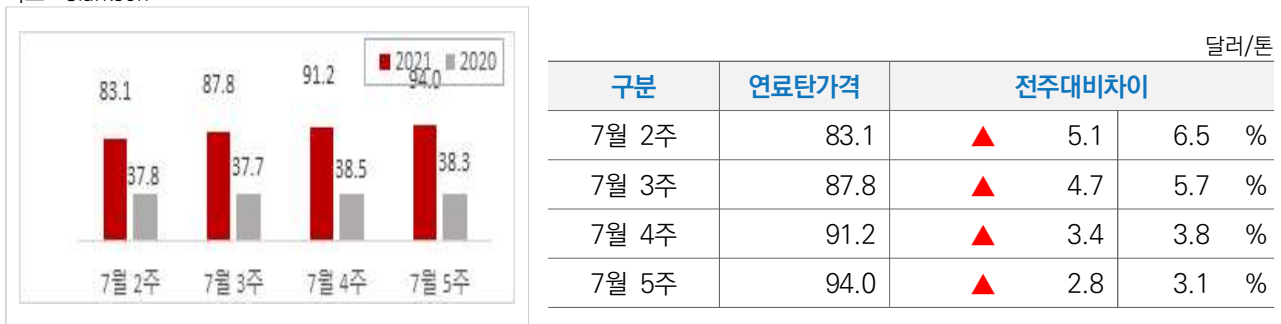 2021 2020
83.1 87.8 91.2 94.0
37.8 37.7 38.5 38.3
7월 2주 7월 3주 7월 4주 7월 5주
달러/톤
구분 연료탄가격 전주대비차이
7월 2주 83.1 ▲ 5.1 6.5 %
7월 3주 87.8 ▲ 4.7 5.7 %
7월 4주 91.2 ▲ 3.4 3.8 %
7월 5주 94.0 ▲ 2.8 3.1 %